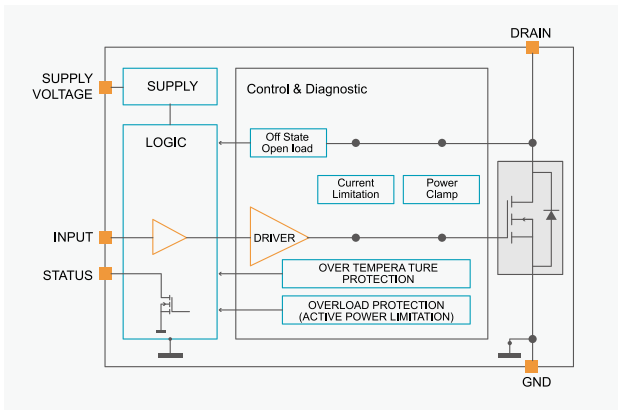 DRAIN
SUPPLY
VOLTAGE
SUPPLY
Control & Diagnostic
LOGIC
Off State
Open load
Current
Limitation
Power
Clamp
INPUT
DRIVER
STATUS
OVER TEMPERA TURE
PROTECTION
OVERLOAD PROTECTION
(ACTIVE POWER LIMITATION)
GND